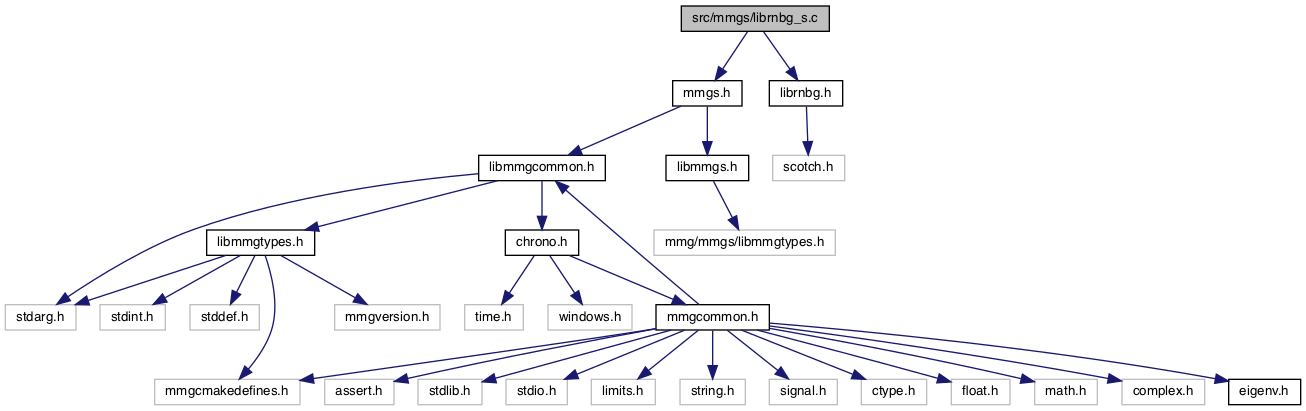 src/mmgs/librnbg_s.c
mmgs.h
librnbg.h
libmmgcommon.h
libmmgs.h
scotch.h
libmmgtypes.h
chrono.h
mmg/mmgs/libmmgtypes.h
stdarg.h
stdint.h
stddef.h
mmgversion.h
time.h
windows.h
mmgcommon.h
mmgcmakedefines.h
assert.h
stdlib.h
stdio.h
limits.h
string.h
signal.h
ctype.h
float.h
math.h
complex.h
eigenv.h